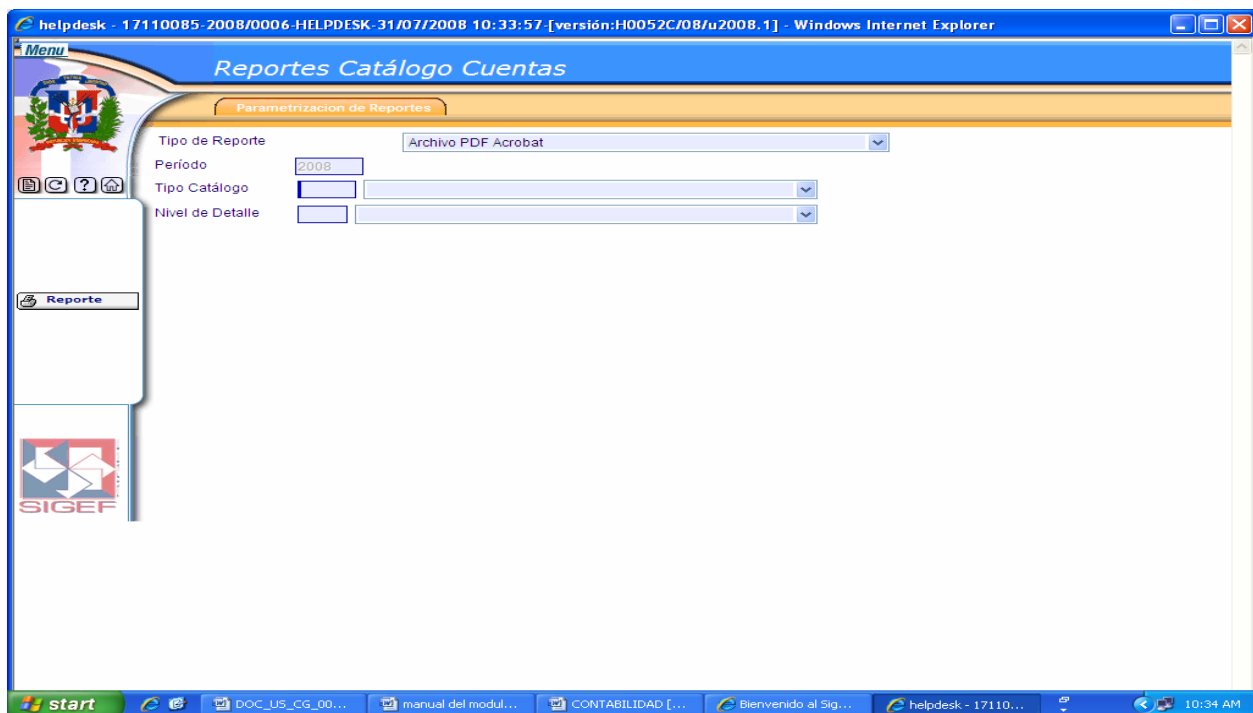 helpdesk - 17110085-2008/0006-HELPDESK-31/07/2008 10:33:57-[versión:H0052C/08/u2008.1] - Windows Internet Explorer
Menu
Reportes Catálogo Cuentas
Parametrizacion de Reportes
Tipo de Reporte Archivo PDF Acrobat
Período 2008
Tipo Catálogo
Nivel de Detalle
Reporte
SIGEF
start DOC_US_CG_00... manual del modul... CONTABILIDAD [... Bienvenido al Sig... helpdesk - 17110... 10:34 AM